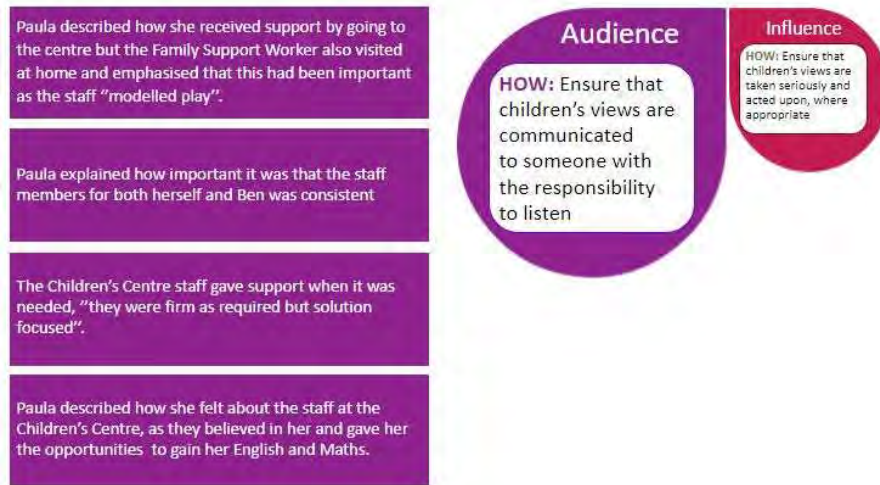 Paula described how she received support by going to
the centre but the Family Support Worker also visited
at home and emphasised that this had been important
as the staff “modelled play”.
Paula explained how important it was that the staff
members for both herself and Ben was consistent
The Children’s Centre staff gave support when it was
needed, “they were firm as required but solution
focused”.
Paula described how she felt about the staff at the
Children’s Centre, as they believed in her and gave her
the opportunities to gain her English and Maths.
Audience
HOW: Ensure that
children’s views are
communicated
to someone with
the responsibility
to listen
Influence
HOW: Ensure that
children’s views are
taken seriously and
acted upon, where
appropriate